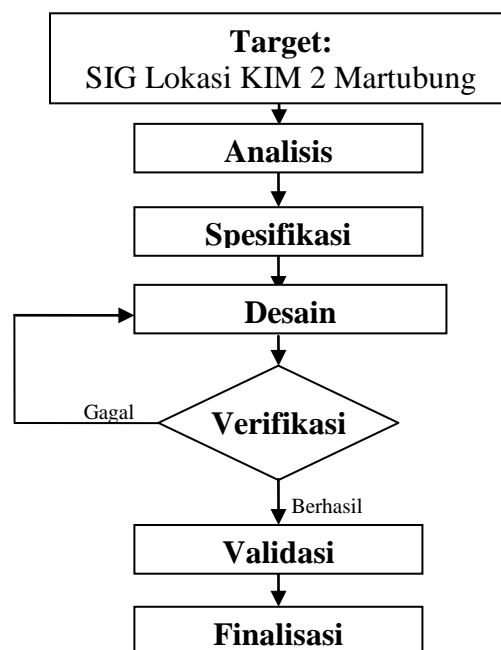 Target:
SIG Lokasi KIM 2 Martubung
Analisis
Spesifikasi
Desain
Gagal
Verifikasi
Berhasil
Validasi
Finalisasi